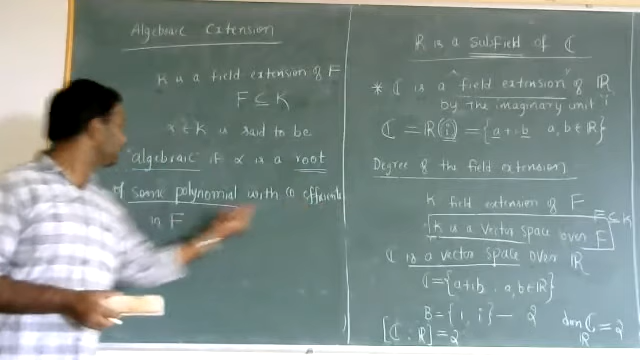 Algebraic Extension
K is a field extension of F
F ⊆ K
α ∈ K is said to be
"algebraic" if α is a root
of some polynomial with co efficients
in F
R is a subfield of ℂ
* ℂ is a "field extension" of ℝ
by the imaginary unit 'i'
ℂ = ℝ(i) = {a+ib a, b ∈ ℝ}
Degree of the field extension
K field extension of F
F ⊆ K
K is a vector space over F
ℂ is a vector space over ℝ
ℂ = {a+ib . a, b ∈ ℝ}
B = {1, i} — 2
[ℂ : ℝ] = 2
dim ℂ = 2
ℝ